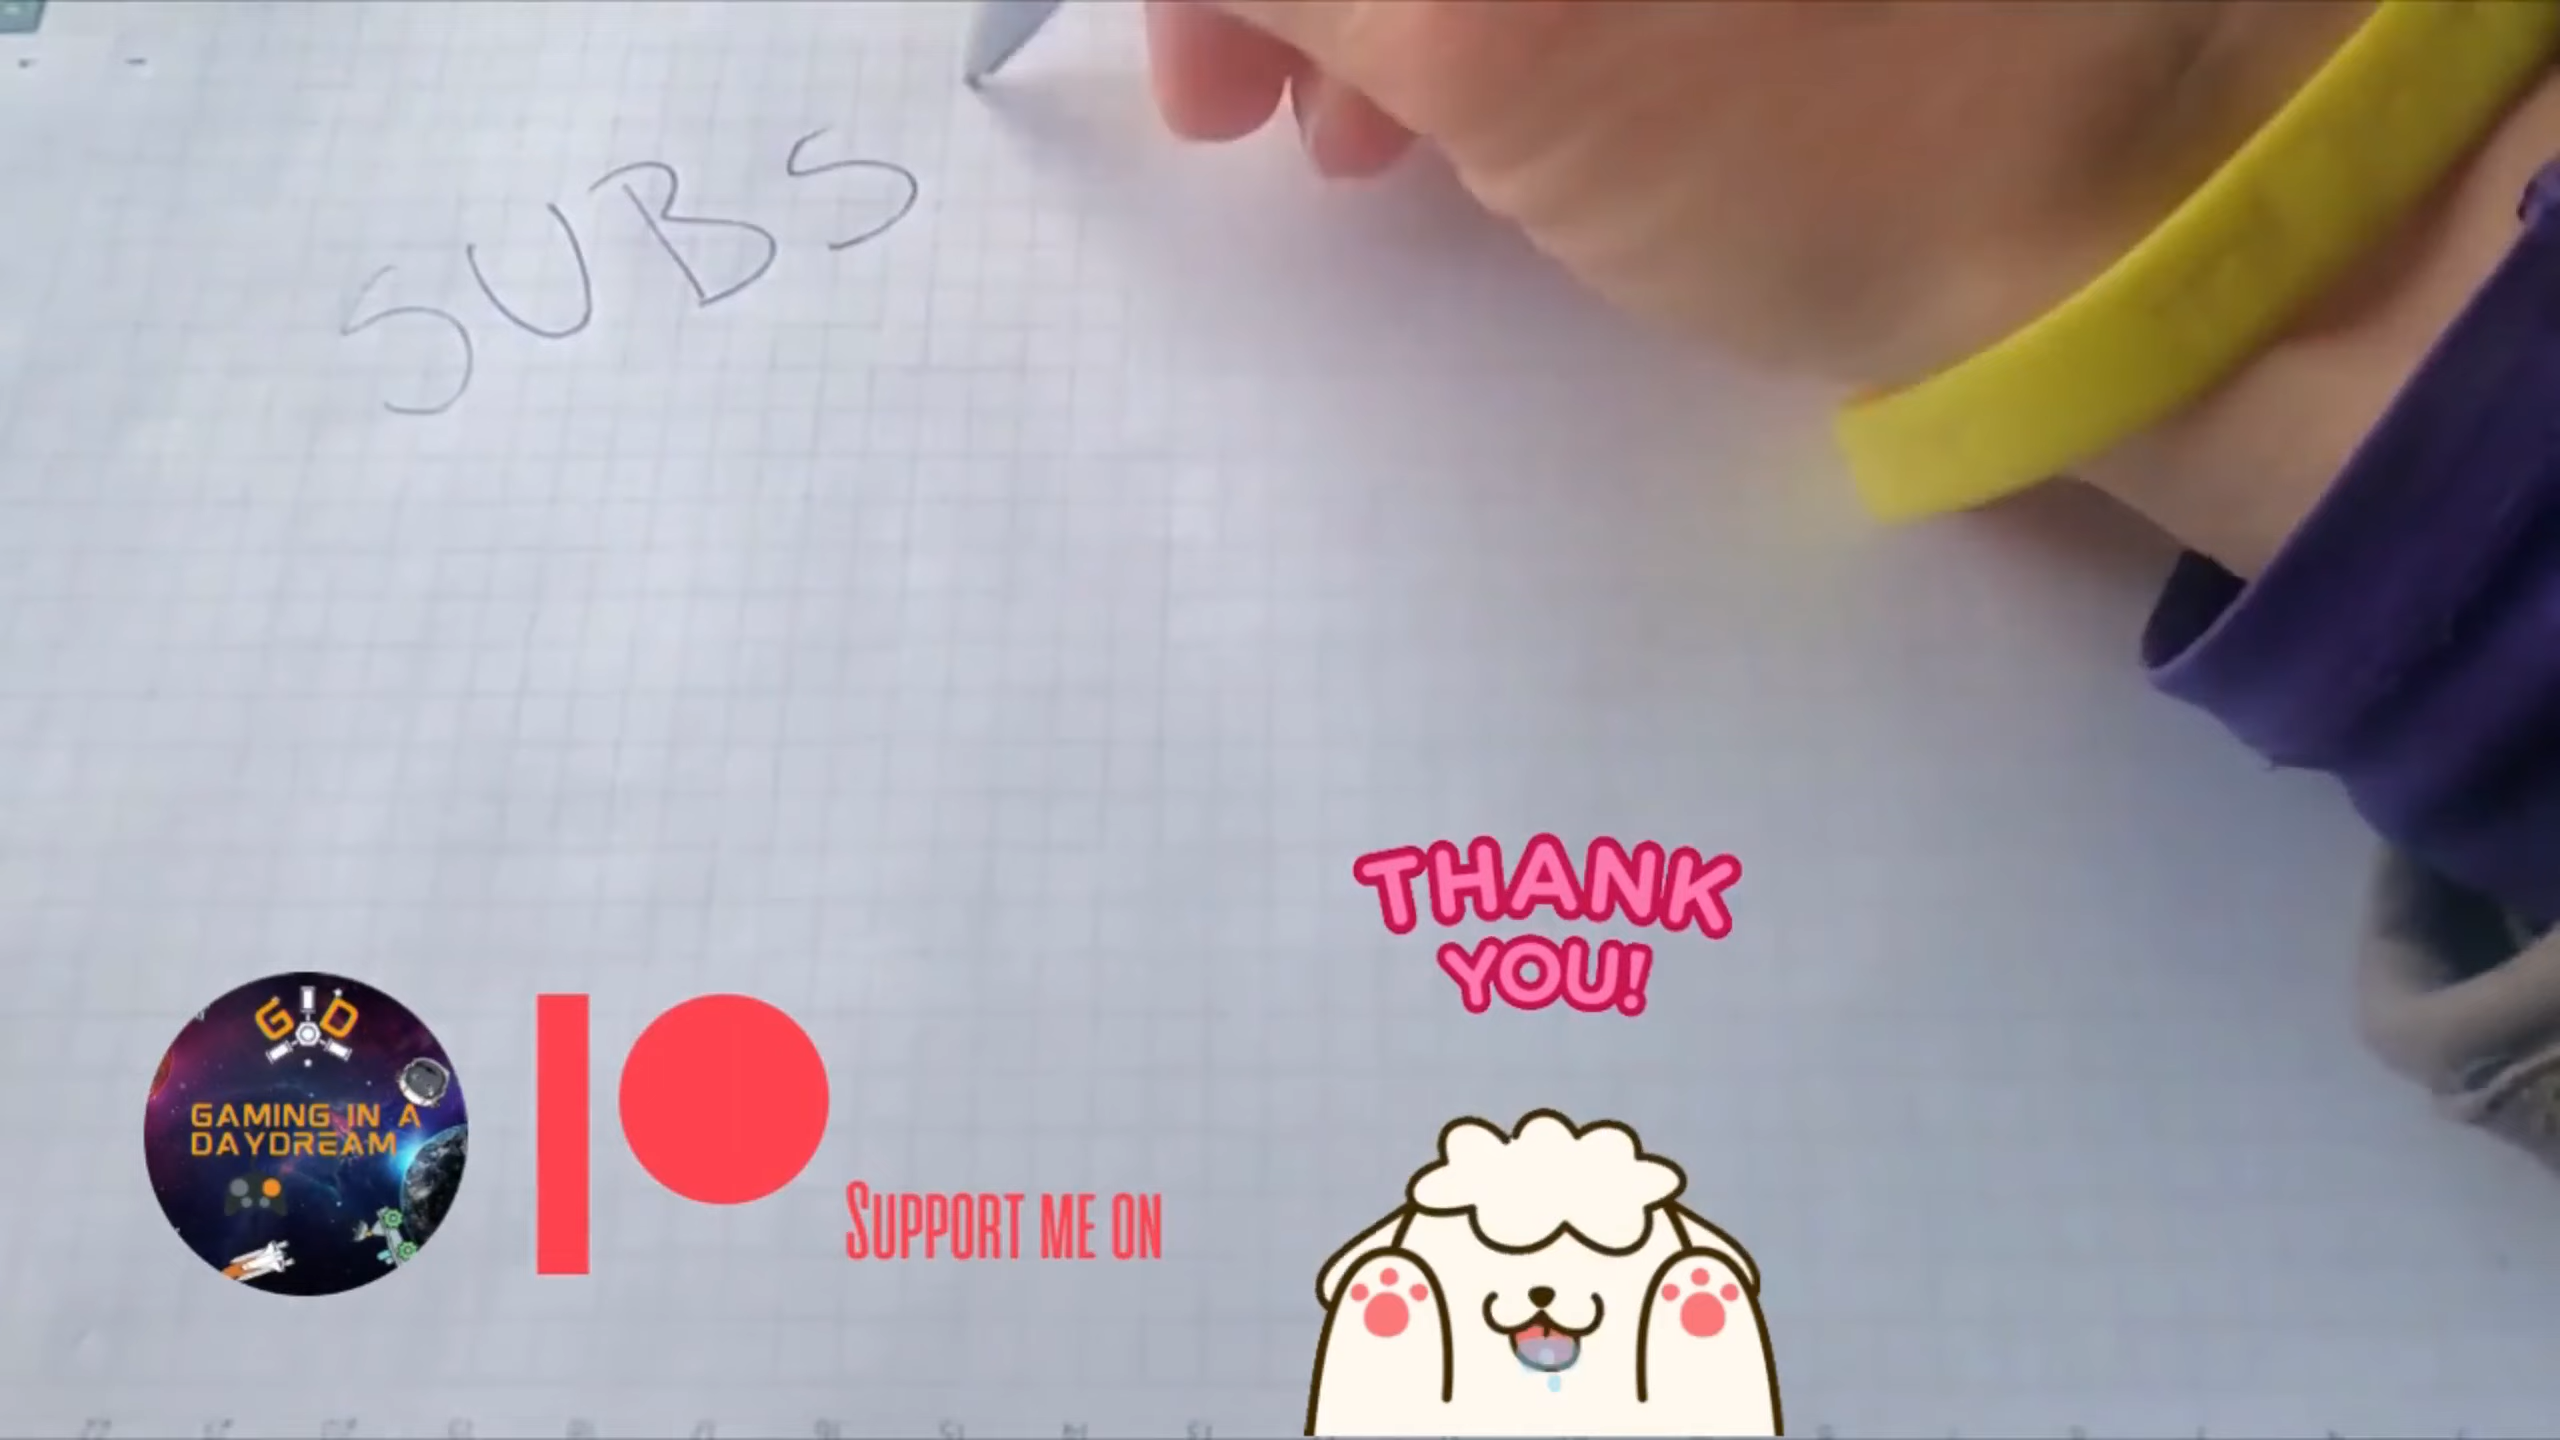 SUBS
THANK
YOU!
G D
GAMING IN A
DAYDREAM
SUPPORT ME ON